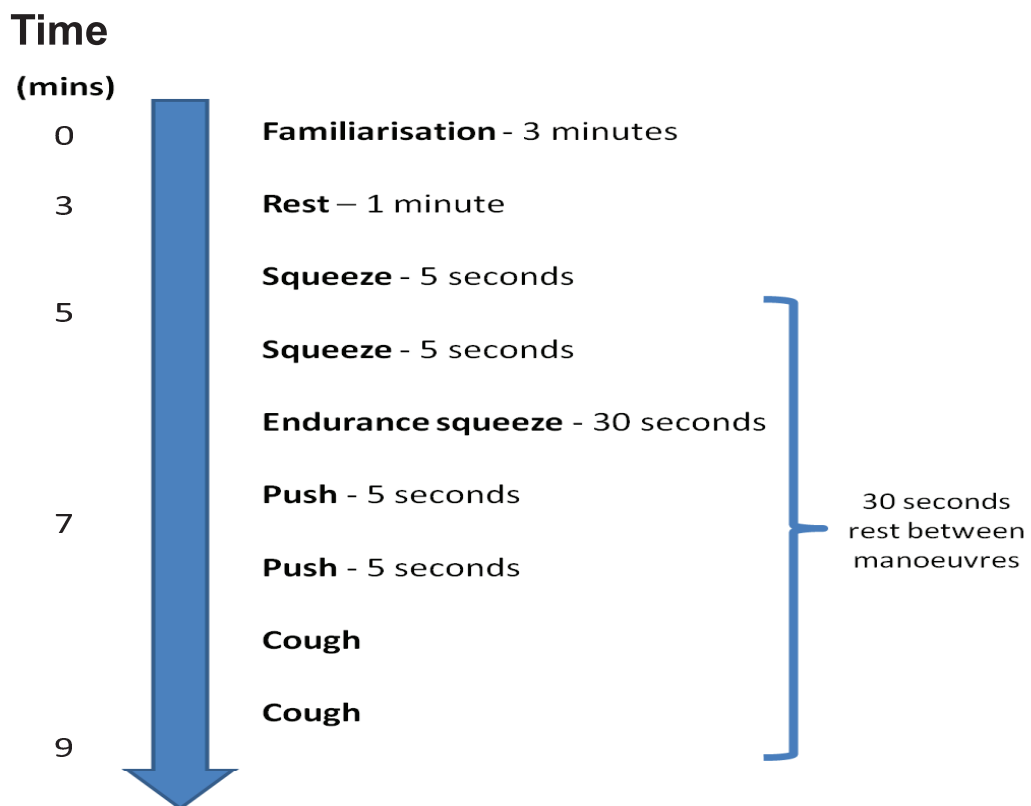 Time
(mins)
0
Familiarisation - 3 minutes
3
Rest – 1 minute
Squeeze - 5 seconds
5
Squeeze - 5 seconds
Endurance squeeze - 30 seconds
Push - 5 seconds
7
Push - 5 seconds
Cough
Cough
9
30 seconds
rest between
manoeuvres